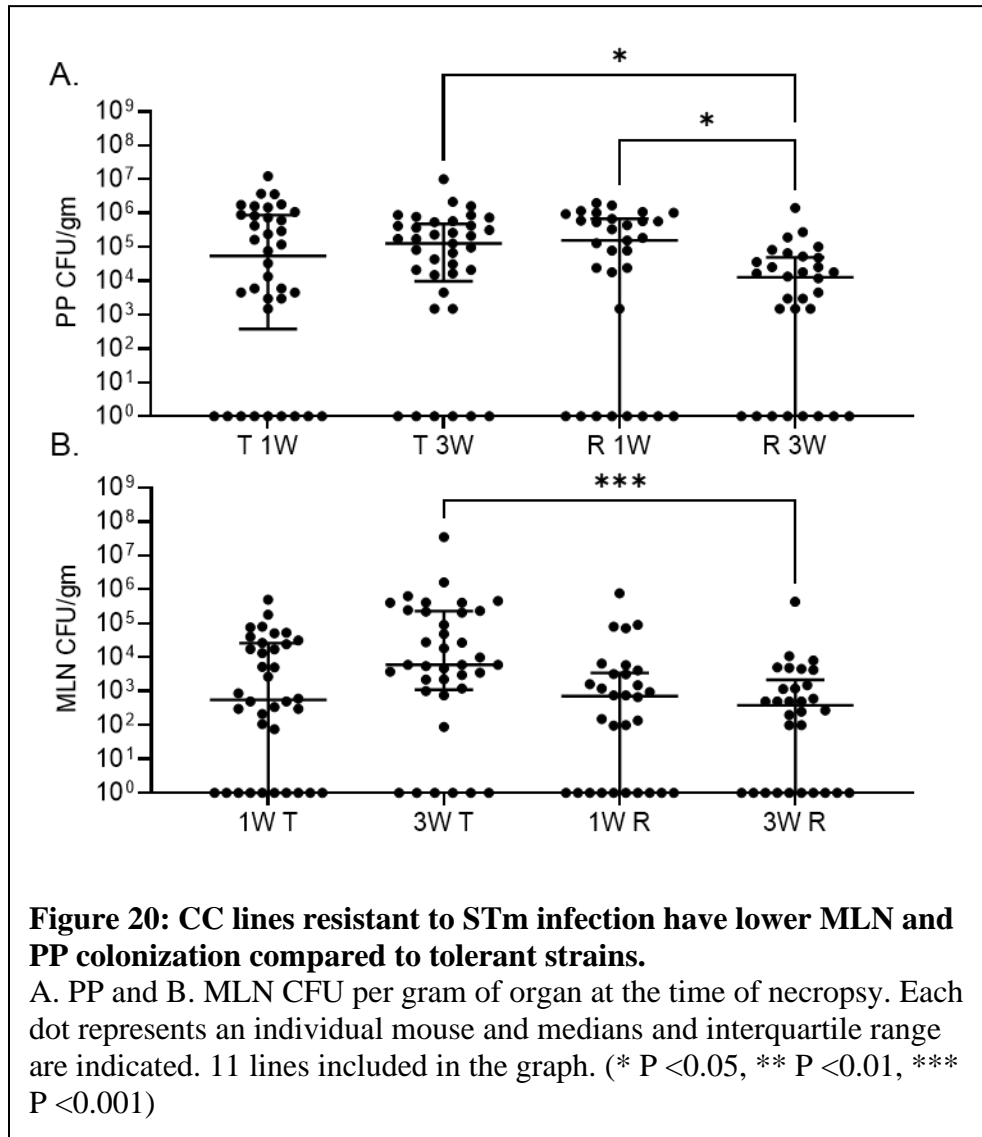 A.
*
*
PP CFU/gm
10⁹
10⁸
10⁷
10⁶
10⁵
10⁴
10³
10²
10¹
10⁰
T 1W T 3W R 1W R 3W
B.
***
MLN CFU/gm
10⁹
10⁸
10⁷
10⁶
10⁵
10⁴
10³
10²
10¹
10⁰
1W T 3W T 1W R 3W R
Figure 20: CC lines resistant to STm infection have lower MLN and
PP colonization compared to tolerant strains.
A. PP and B. MLN CFU per gram of organ at the time of necropsy. Each
dot represents an individual mouse and medians and interquartile range
are indicated. 11 lines included in the graph. (* P <0.05, ** P <0.01, ***
P <0.001)